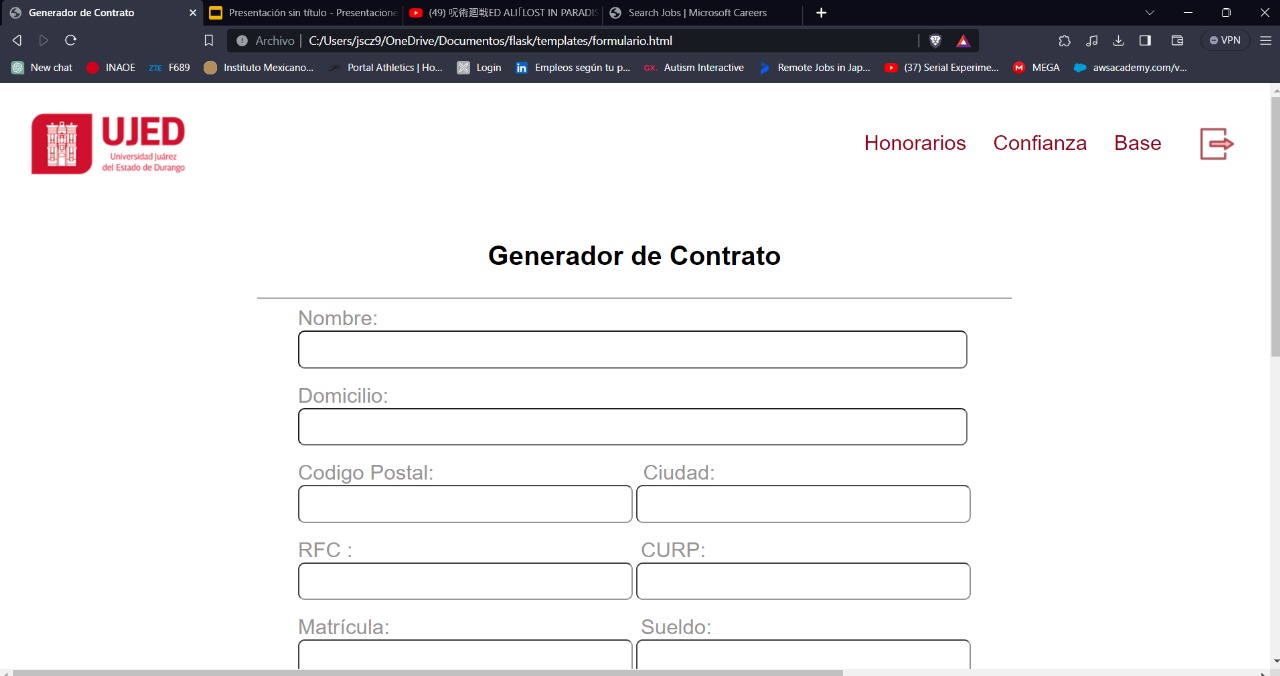 Generador de Contrato
Presentación sin título - Presentacione
(49) 呪術廻戦ED ALI「LOST IN PARADIS
Search Jobs | Microsoft Careers
Archivo
C:/Users/jscz9/OneDrive/Documentos/flask/templates/formulario.html
VPN
New chat
INAOE
ZTE F689
Instituto Mexicano...
Portal Athletics | Ho...
Login
in Empleos según tu p...
GX. Autism Interactive
Remote Jobs in Jap...
(37) Serial Experime...
M MEGA
awsacademy.com/v...
UJED
Universidad Juárez
del Estado de Durango
Honorarios Confianza Base
Generador de Contrato
Nombre:
Domicilio:
Codigo Postal: Ciudad:
RFC : CURP:
Matrícula: Sueldo: